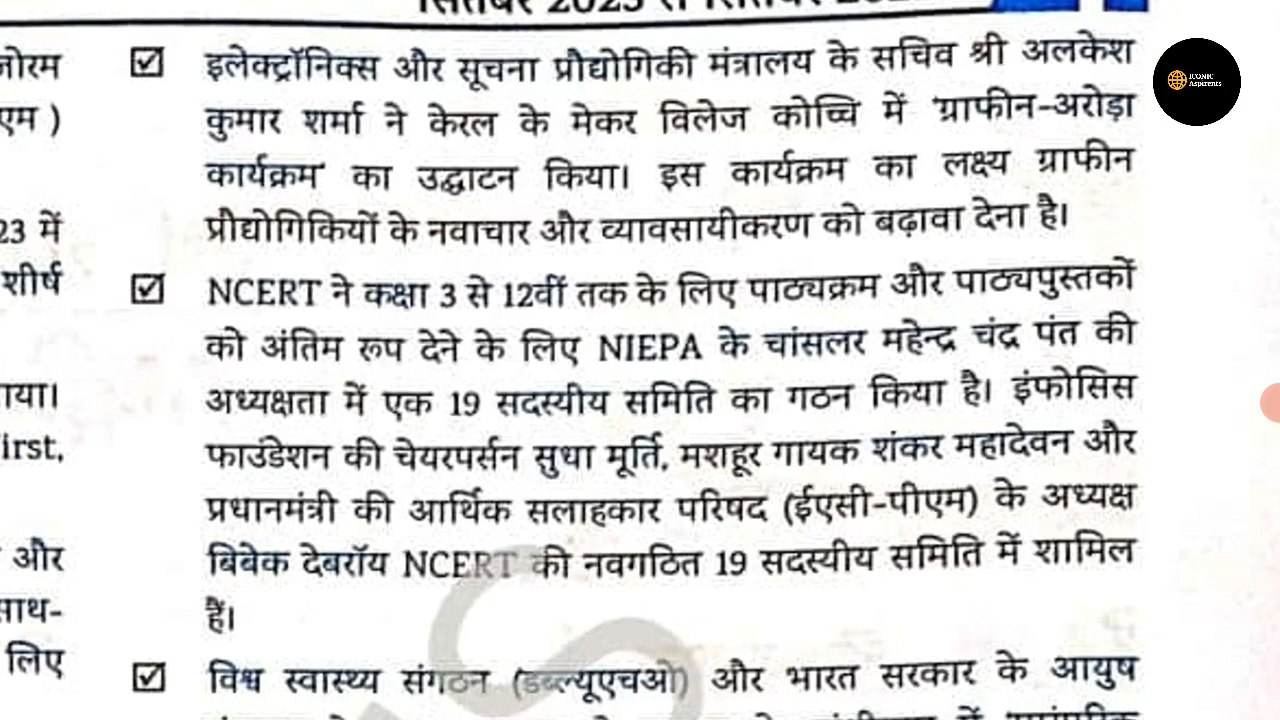 इलेक्ट्रॉनिक्स और सूचना प्रौद्योगिकी मंत्रालय के सचिव श्री अलकेश
कुमार शर्मा ने केरल के मेकर विलेज कोच्चि में 'ग्राफीन-अरोड़ा
कार्यक्रम' का उद्घाटन किया। इस कार्यक्रम का लक्ष्य ग्राफीन
प्रौद्योगिकियों के नवाचार और व्यावसायीकरण को बढ़ावा देना है।
NCERT ने कक्षा 3 से 12वीं तक के लिए पाठ्यक्रम और पाठ्यपुस्तकों
को अंतिम रूप देने के लिए NIEPA के चांसलर महेन्द्र चंद्र पंत की
अध्यक्षता में एक 19 सदस्यीय समिति का गठन किया है। इंफोसिस
फाउंडेशन की चेयरपर्सन सुधा मूर्ति, मशहूर गायक शंकर महादेवन और
प्रधानमंत्री की आर्थिक सलाहकार परिषद (ईएसी-पीएम) के अध्यक्ष
बिबेक देबरॉय NCERT की नवगठित 19 सदस्यीय समिति में शामिल
हैं।
विश्व स्वास्थ्य संगठन (डब्ल्यूएचओ) और भारत सरकार के आयुष
एम )
23 में
शीर्ष
irst,
और
साथ-
लिए
ICONIC
Aspirents